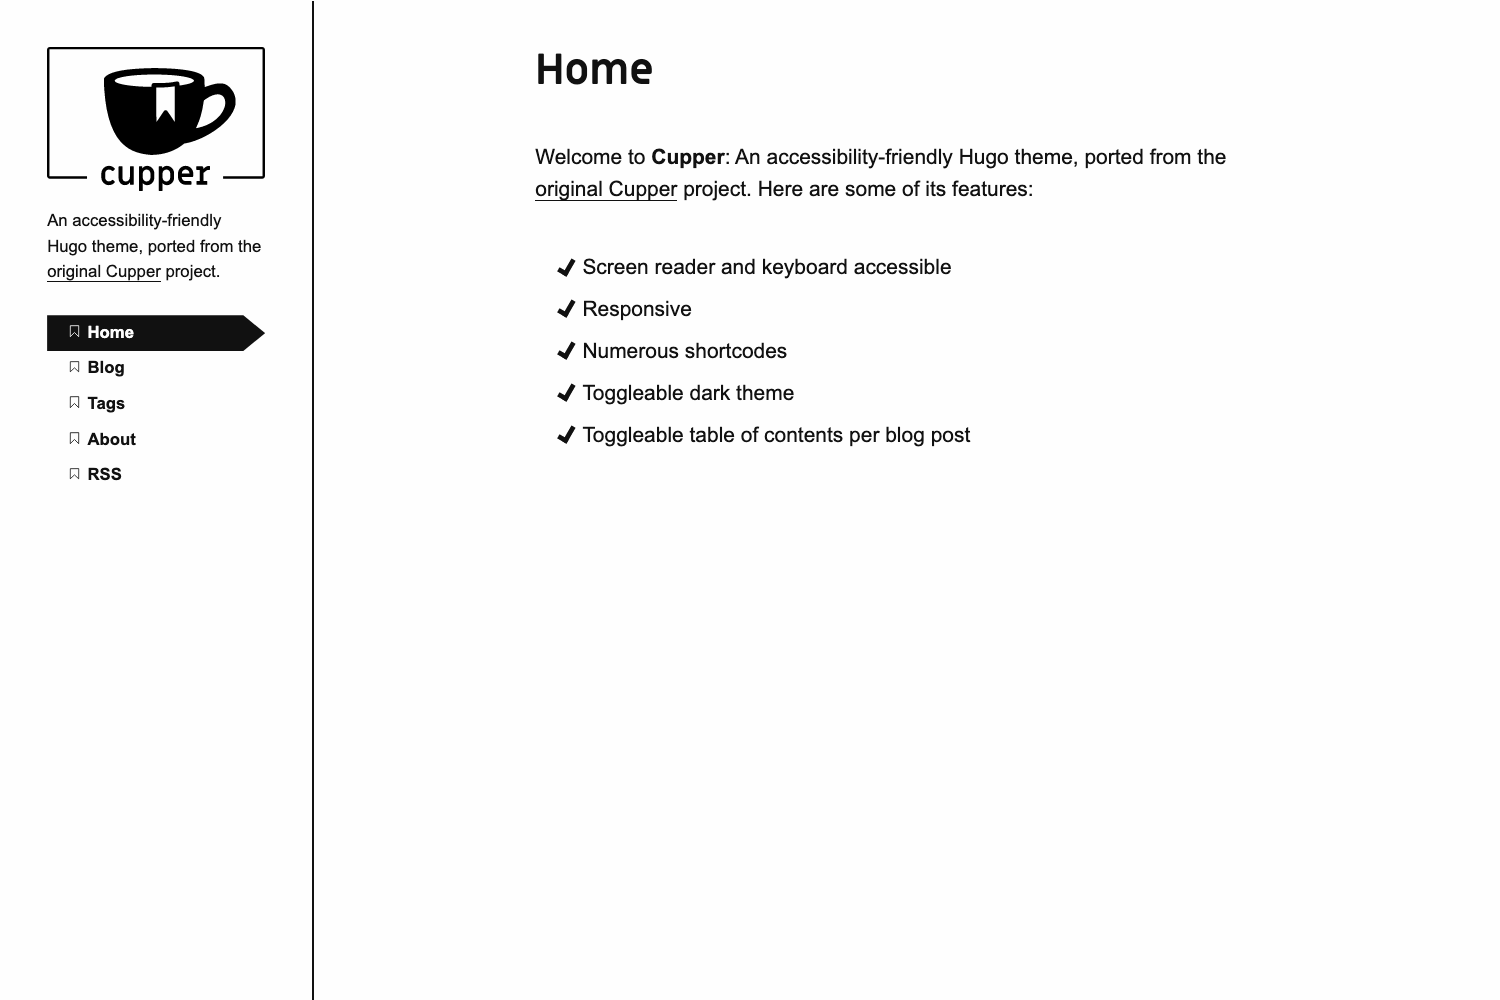 cupper
An accessibility-friendly
Hugo theme, ported from the
original Cupper project.
Home
Blog
Tags
About
RSS
Home
Welcome to Cupper: An accessibility-friendly Hugo theme, ported from the
original Cupper project. Here are some of its features:
Screen reader and keyboard accessible
Responsive
Numerous shortcodes
Toggleable dark theme
Toggleable table of contents per blog post